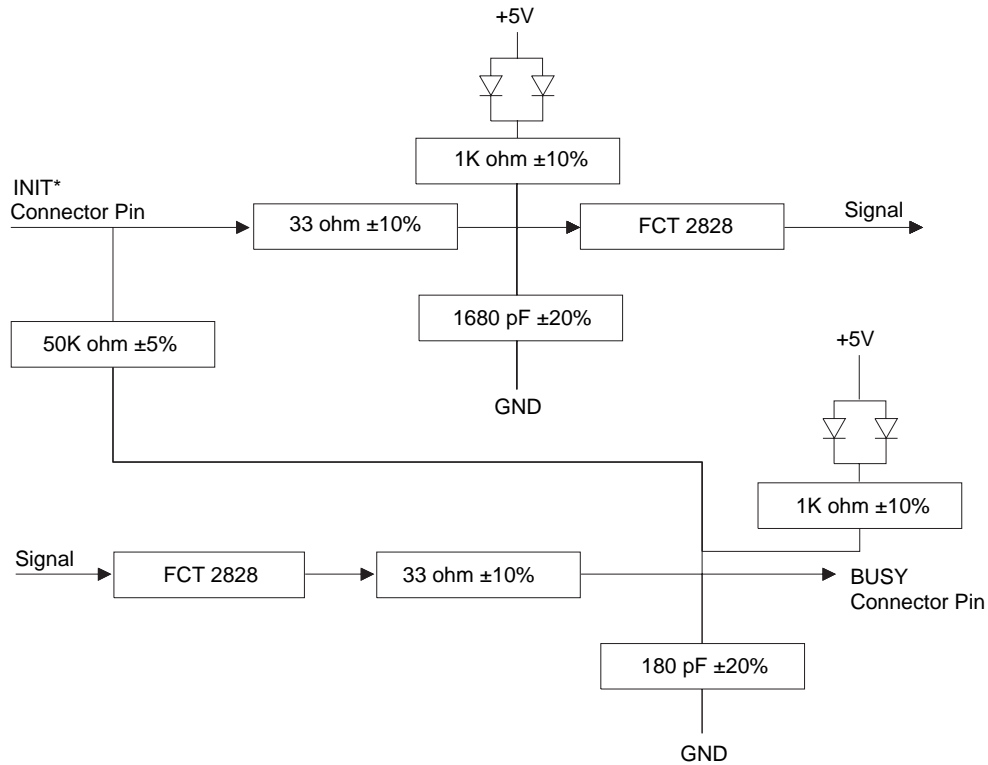 +5V
1K ohm ±10%
INIT*
Connector Pin
33 ohm ±10%
FCT 2828
Signal
1680 pF ±20%
50K ohm ±5%
+5V
GND
1K ohm ±10%
Signal
FCT 2828
33 ohm ±10%
BUSY
Connector Pin
180 pF ±20%
GND